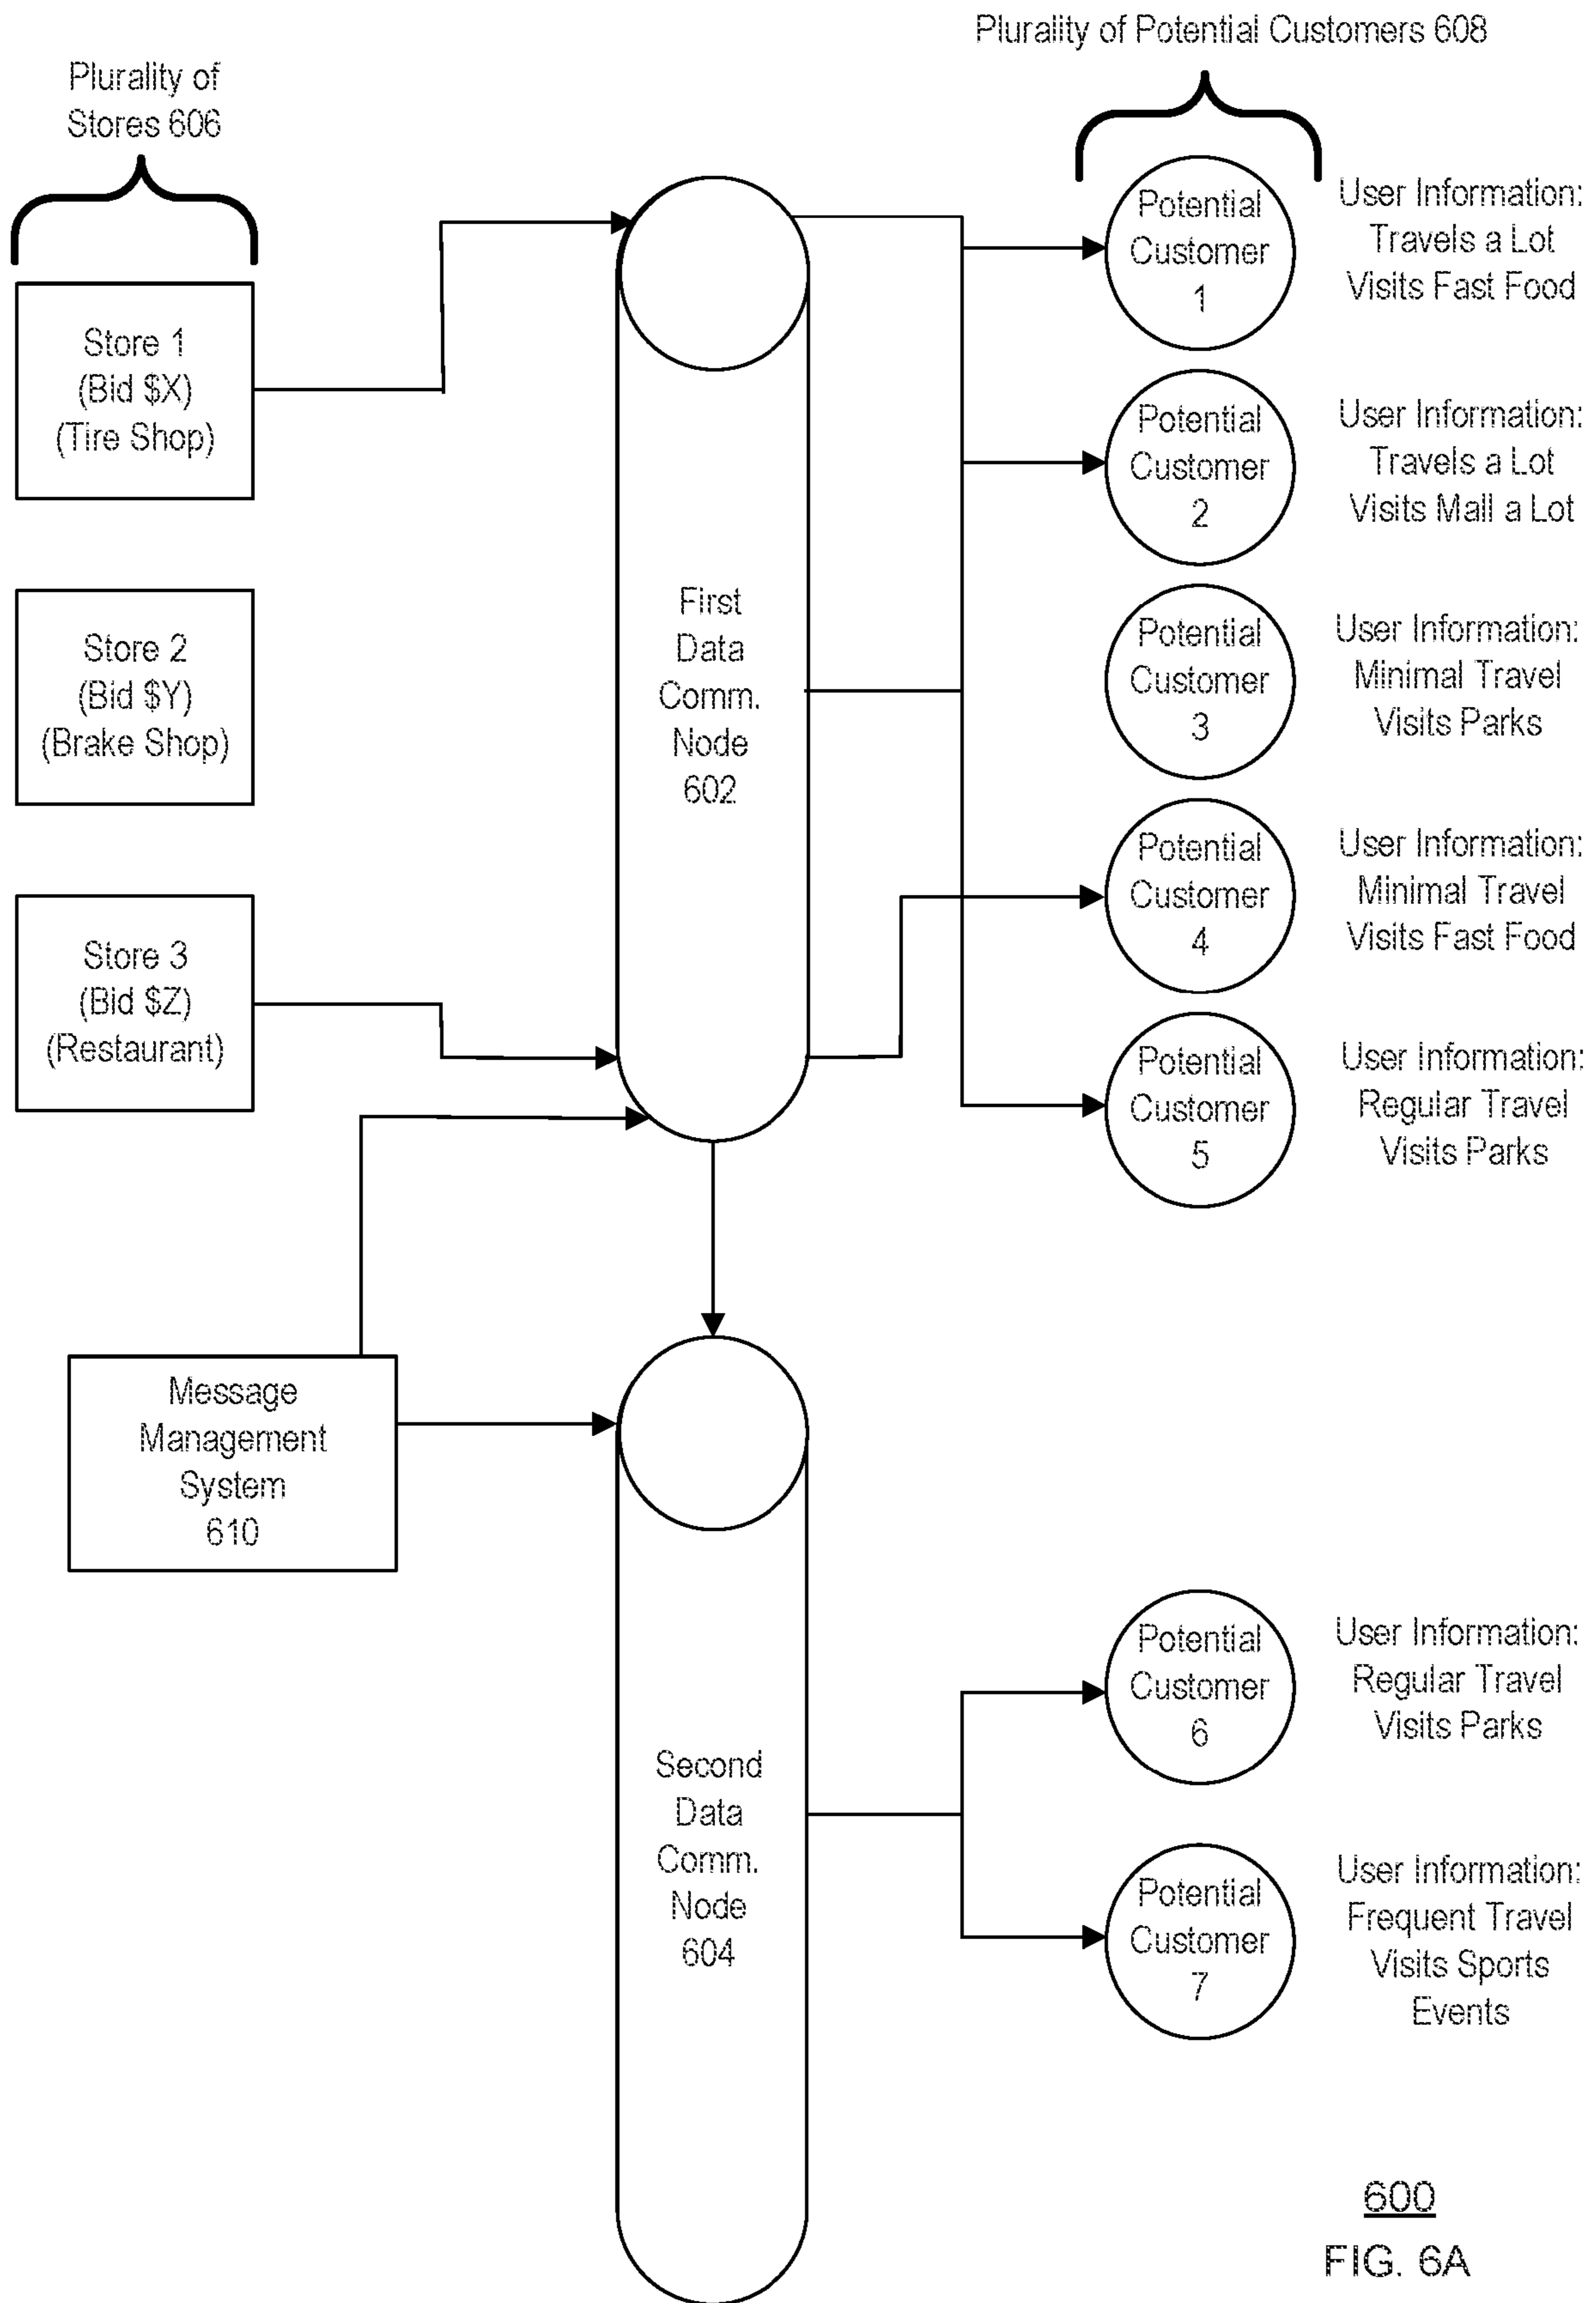 Plurality of Potential Customers 608
Plurality of
Stores 606
Store 1
(Bid $X)
(Tire Shop)
Store 2
(Bid $Y)
(Brake Shop)
Store 3
(Bid $Z)
(Restaurant)
Message
Management
System
610
First
Data
Comm.
Node
602
Second
Data
Comm.
Node
604
Potential
Customer
1
User Information:
Travels a Lot
Visits Fast Food
Potential
Customer
2
User Information:
Travels a Lot
Visits Mall a Lot
Potential
Customer
3
User Information:
Minimal Travel
Visits Parks
Potential
Customer
4
User Information:
Minimal Travel
Visits Fast Food
Potential
Customer
5
User Information:
Regular Travel
Visits Parks
Potential
Customer
6
User Information:
Regular Travel
Visits Parks
Potential
Customer
7
User Information:
Frequent Travel
Visits Sports
Events
600
FIG. 6A